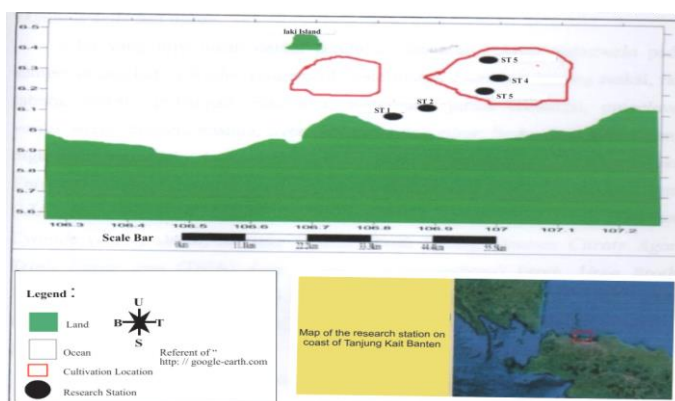 laki Island
6.5
6.4
6.3
6.2
6.1
6
5.9
5.8
5.7
5.6
ST 5
ST 4
ST 5
ST 2
ST 1
106.3 106.4 106.5 106.6 106.7 106.8 106.9 107 107.1 107.2
Scale Bar
0km 11.1km 22.2km 33.3km 44.4km 55.5km
Legend :
Land
Ocean
Cultivation Location
Research Station
U
B T
S
Referent of "
http: // google-earth.com
Map of the research station on
coast of Tanjung Kait Banten